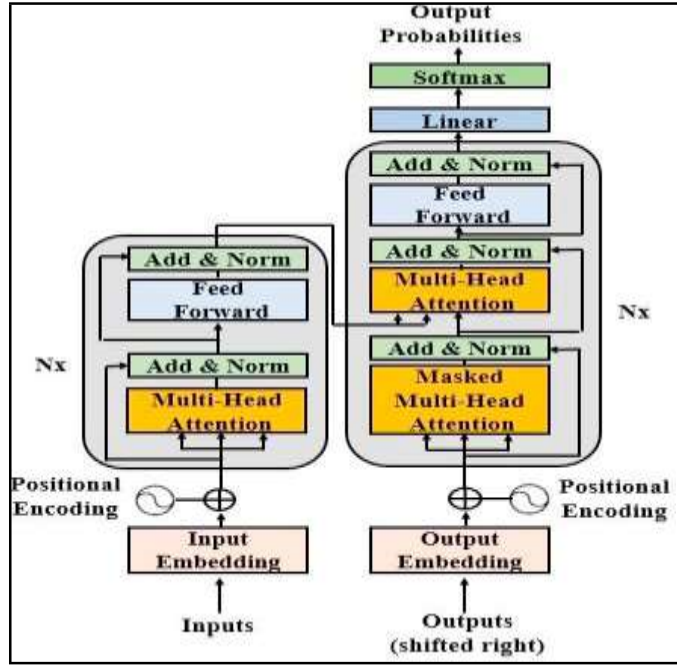 Output
Probabilities
Softmax
Linear
Add & Norm
Feed
Forward
Add & Norm
Multi-Head
Attention
Nx
Add & Norm
Masked
Multi-Head
Attention
Add & Norm
Feed
Forward
Nx
Add & Norm
Multi-Head
Attention
Positional
Encoding
Positional
Encoding
Input
Embedding
Output
Embedding
Inputs
Outputs
(shifted right)